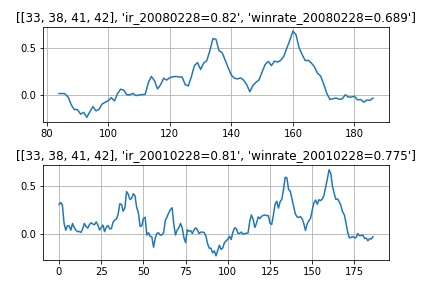 [[33, 38, 41, 42], 'ir_20080228=0.82', 'winrate_20080228=0.689']
0.5
0.0
80 100 120 140 160 180
[[33, 38, 41, 42], 'ir_20010228=0.81', 'winrate_20010228=0.775']
0.5
0.0
0 25 50 75 100 125 150 175